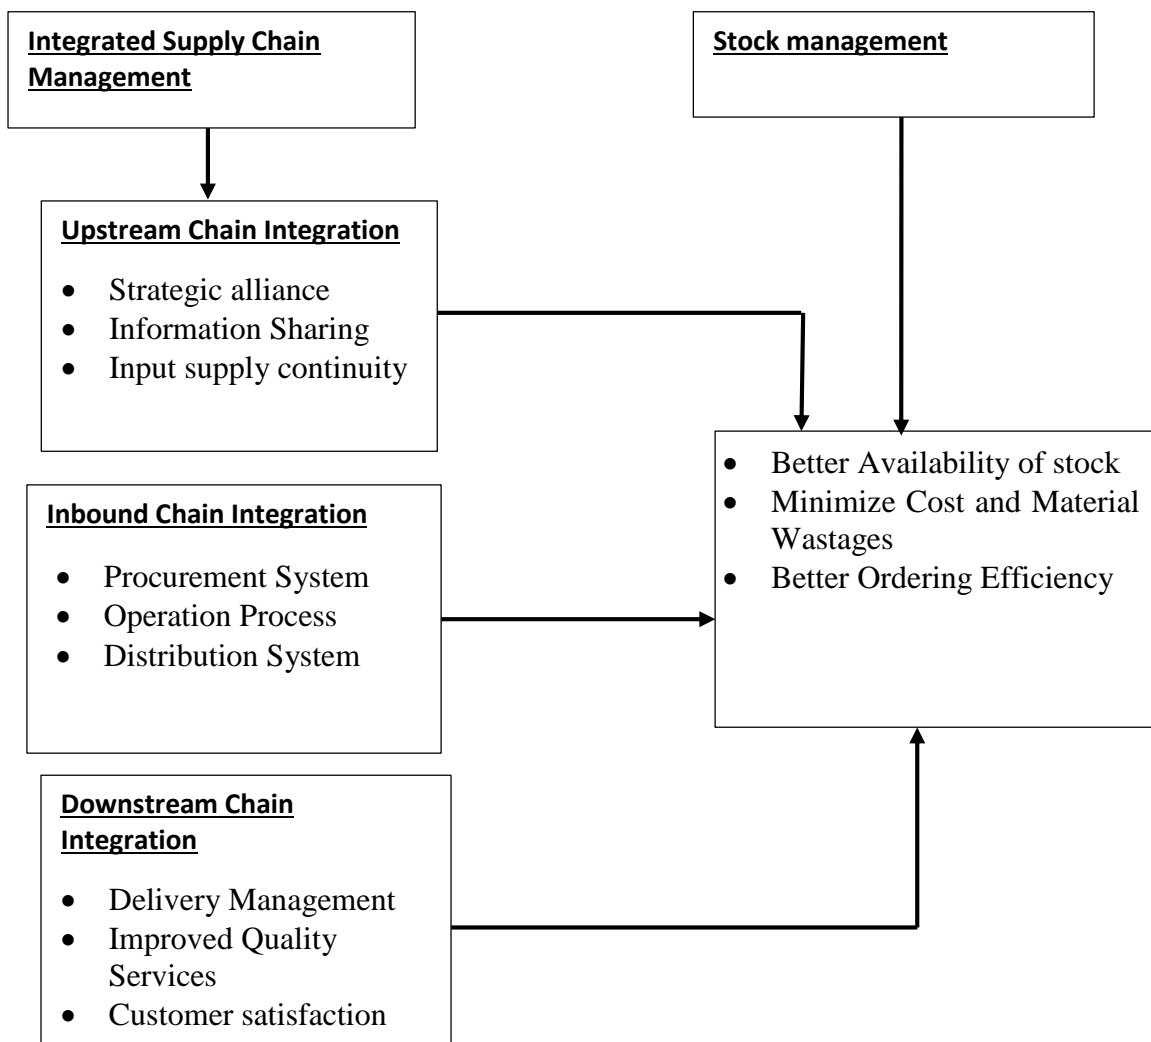 Integrated Supply Chain
Management
Stock management
Upstream Chain Integration
• Strategic alliance
• Information Sharing
• Input supply continuity
• Better Availability of stock
• Minimize Cost and Material
Wastages
• Better Ordering Efficiency
Inbound Chain Integration
• Procurement System
• Operation Process
• Distribution System
Downstream Chain
Integration
• Delivery Management
• Improved Quality
Services
• Customer satisfaction